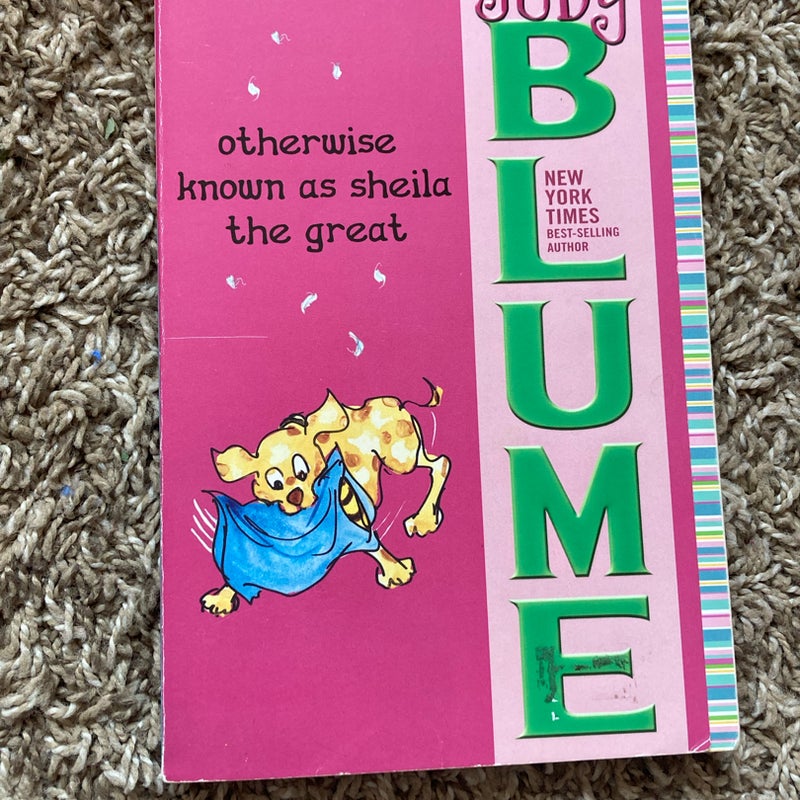 otherwise
known as sheila
the great
Judy
BLUME
NEW
YORK
TIMES
BEST-SELLING
AUTHOR